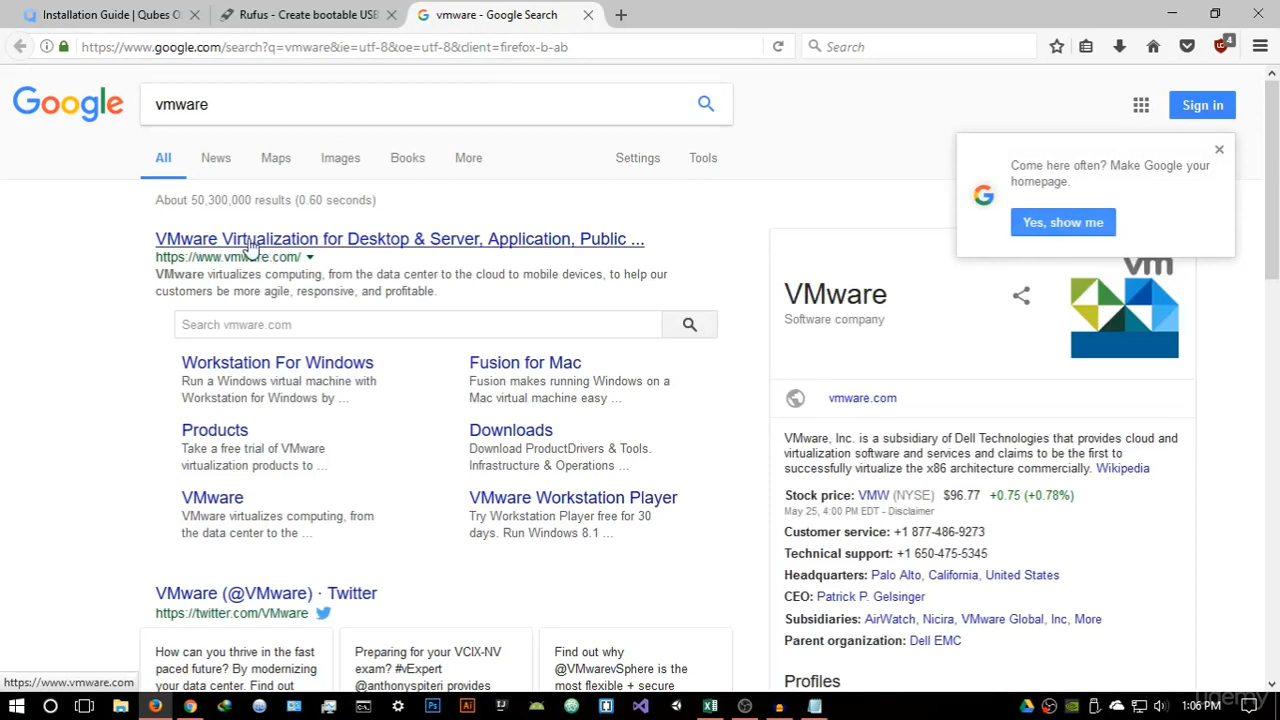 Installation Guide | Qubes O
Rufus - Create bootable USB
vmware - Google Search
https://www.google.com/search?q=vmware&ie=utf-8&oe=utf-8&client=firefox-b-ab
Search
4
Google
vmware
Sign in
All
News
Maps
Images
Books
More
Settings
Tools
Come here often? Make Google your
homepage.
Yes, show me
About 50,300,000 results (0.60 seconds)
VMware Virtualization for Desktop & Server, Application, Public ...
https://www.vmware.com/
VMware virtualizes computing, from the data center to the cloud to mobile devices, to help our
customers be more agile, responsive, and profitable.
Search vmware.com
Workstation For Windows
Run a Windows virtual machine with
Workstation for Windows by ...
Fusion for Mac
Fusion makes running Windows on a
Mac virtual machine easy ...
Products
Take a free trial of VMware
virtualization products to ...
Downloads
Download ProductDrivers & Tools.
Infrastructure & Operations ...
VMware
VMware virtualizes computing, from
the data center to the ...
VMware Workstation Player
Try Workstation Player free for 30
days. Run Windows 8.1 ...
VMware (@VMware) · Twitter
https://twitter.com/VMware
How can you thrive in the fast
paced future? By modernizing
your data center. Find out
Preparing for your VCIX-NV
exam? #vExpert
@anthonyspiteri provides
Find out why
@VMwarevSphere is the
most flexible + secure
vm
VMware
Software company
vmware.com
VMware, Inc. is a subsidiary of Dell Technologies that provides cloud and
virtualization software and services and claims to be the first to
successfully virtualize the x86 architecture commercially. Wikipedia
Stock price: VMW (NYSE) $96.77 +0.75 (+0.78%)
May 25, 4:00 PM EDT - Disclaimer
Customer service: +1 877-486-9273
Technical support: +1 650-475-5345
Headquarters: Palo Alto, California, United States
CEO: Patrick P. Gelsinger
Subsidiaries: AirWatch, Nicira, VMware Global, Inc, More
Parent organization: Dell EMC
Profiles
https://www.vmware.com
Ps
Ai
1:06 PM
udemy